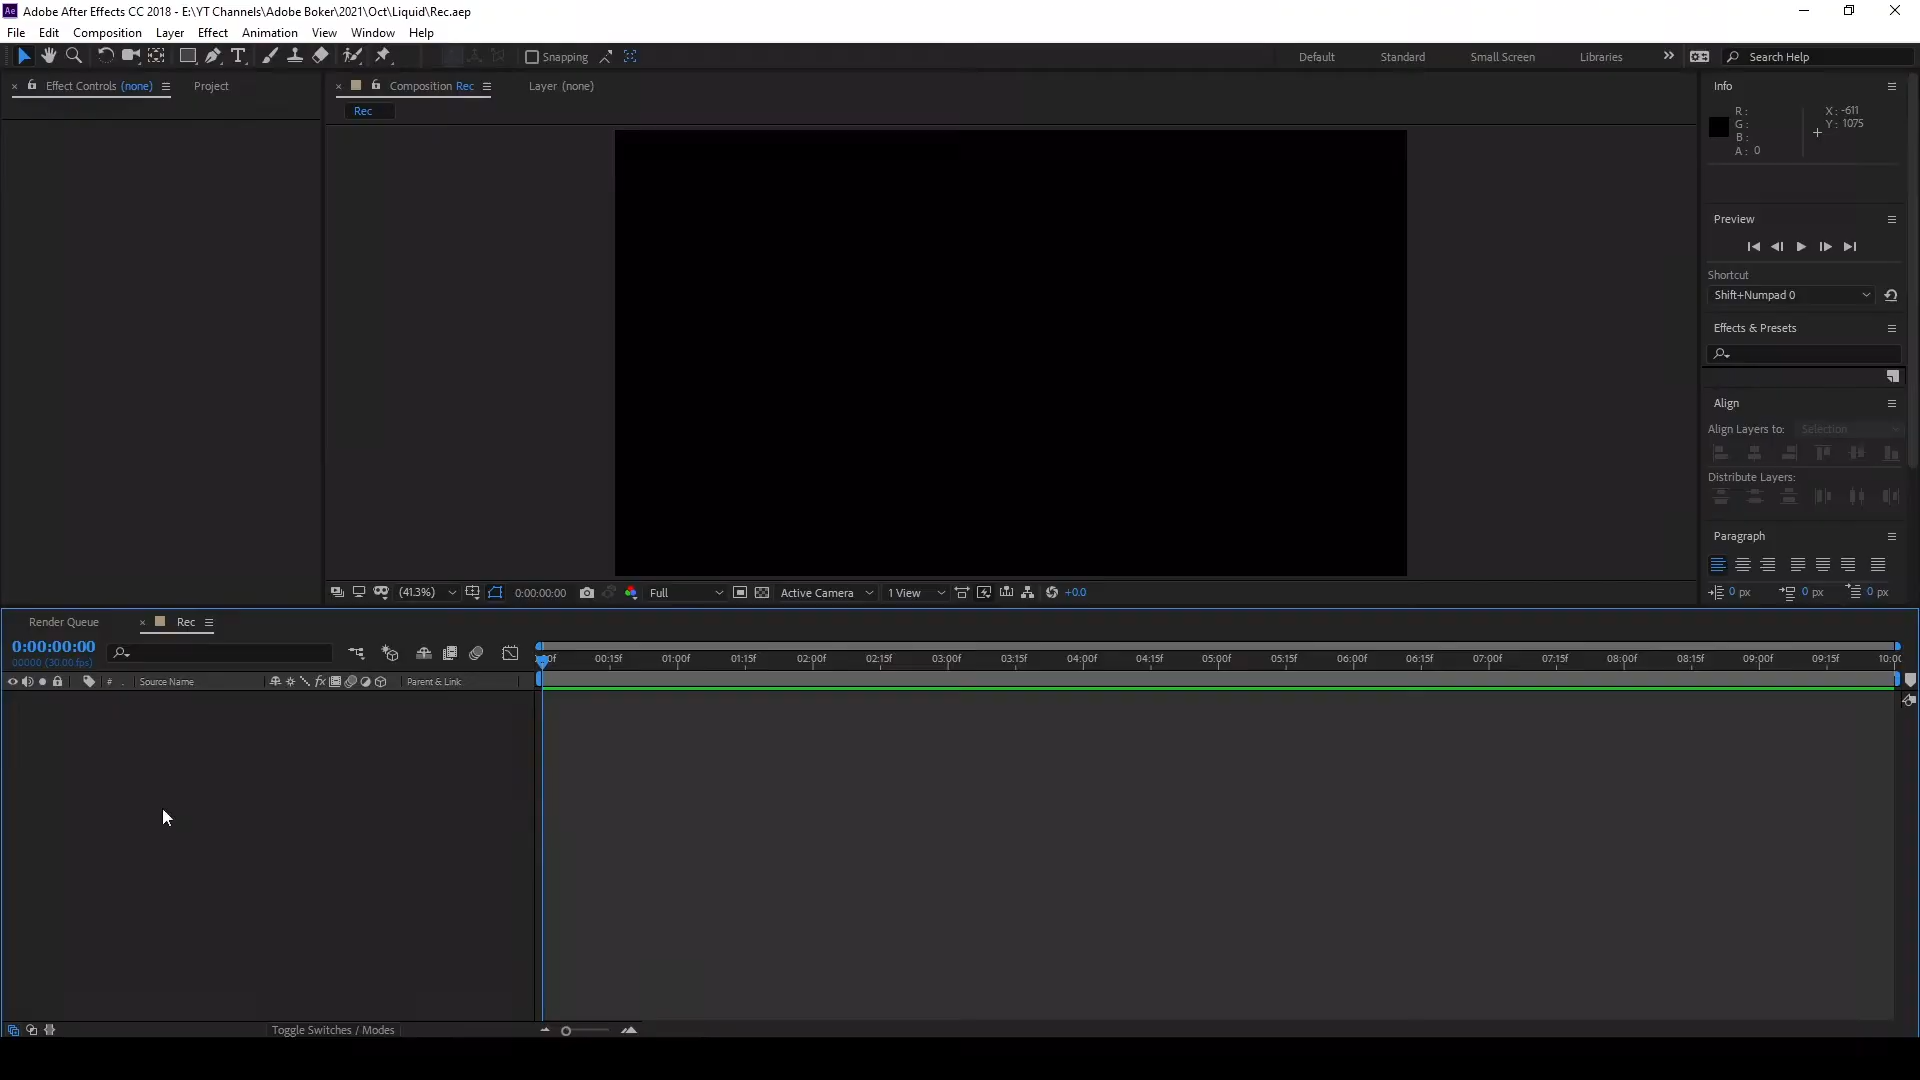 Ae Adobe After Effects CC 2018 - E:\YT Channels\Adobe Boker\2021\Oct\Liquid\Rec.aep
File Edit Composition Layer Effect Animation View Window Help
Snapping Default Standard Small Screen Libraries Search Help
Effect Controls (none) Project Composition Rec Layer (none) Info
Rec
R : X : -611
G : Y : 1075
B :
A : 0
Preview
Shortcut
Shift+Numpad 0
Effects & Presets
Align
Align Layers to: Selection
Distribute Layers:
Paragraph
(41.3%) 0:00:00:00 Full Active Camera 1 View +0.0
0 px 0 px 0 px
Render Queue Rec
0:00:00:00
00000 (30.00 fps)
00:15f 01:00f 01:15f 02:00f 02:15f 03:00f 03:15f 04:00f 04:15f 05:00f 05:15f 06:00f 06:15f 07:00f 07:15f 08:00f 08:15f 09:00f 09:15f 10:00
# . Source Name fx Parent & Link
Toggle Switches / Modes